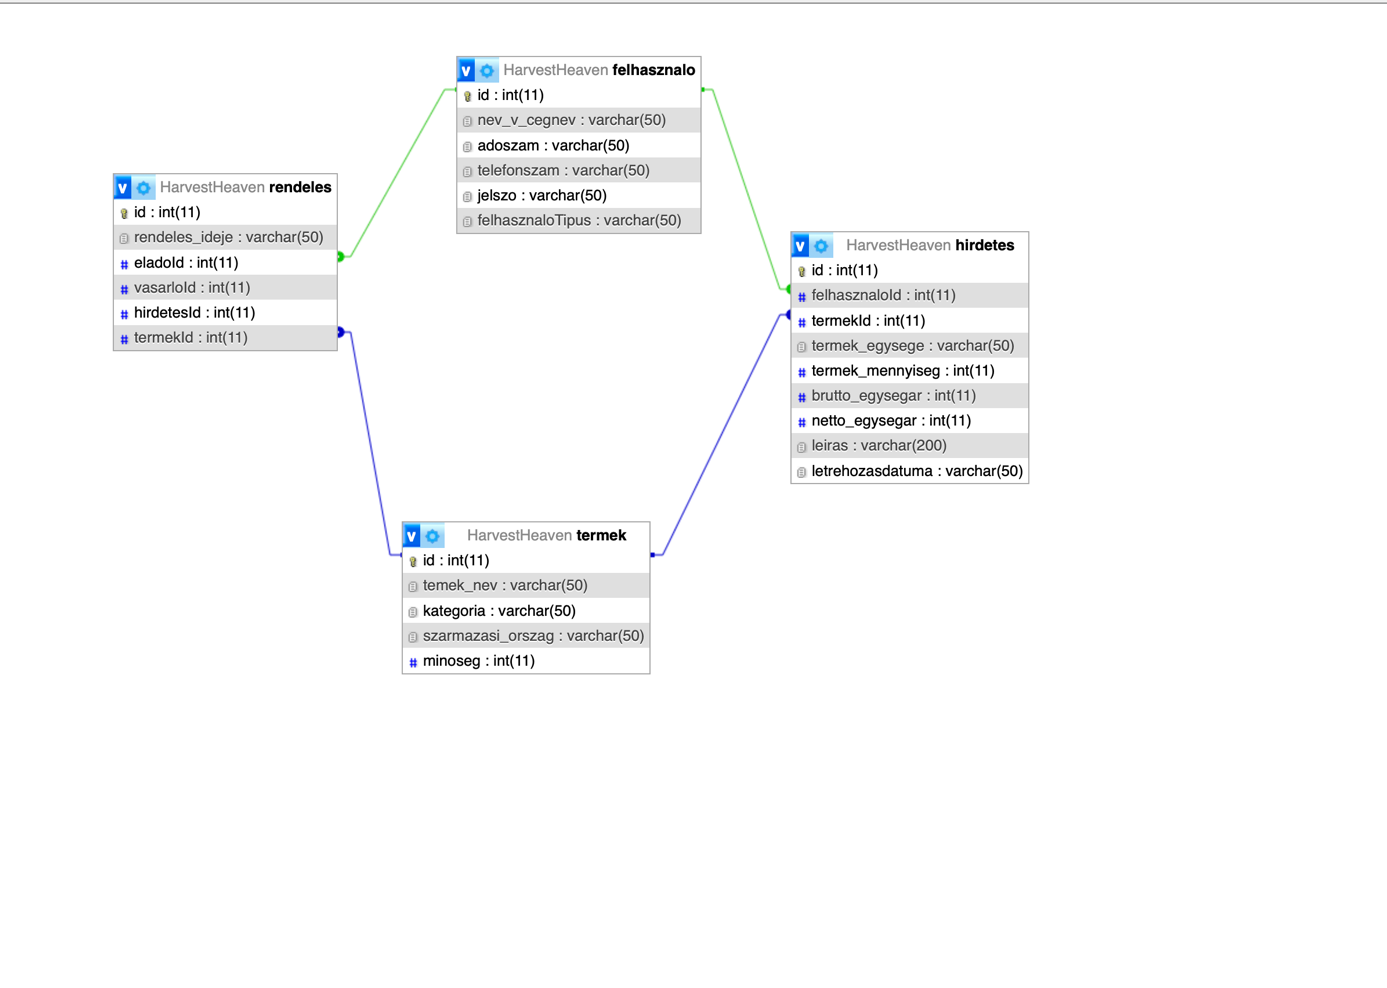 HarvestHeaven felhasznalo
id : int(11)
nev_v_cegnev : varchar(50)
adoszam : varchar(50)
telefonszam : varchar(50)
jelszo : varchar(50)
felhasznaloTipus : varchar(50)
HarvestHeaven rendeles
id : int(11)
rendeles_ideje : varchar(50)
eladoId : int(11)
vasarloId : int(11)
hirdetesId : int(11)
termekId : int(11)
HarvestHeaven hirdetes
id : int(11)
felhasznaloId : int(11)
termekId : int(11)
termek_egysege : varchar(50)
termek_mennyiseg : int(11)
brutto_egysegar : int(11)
netto_egysegar : int(11)
leiras : varchar(200)
letrehozasdatuma : varchar(50)
HarvestHeaven termek
id : int(11)
temek_nev : varchar(50)
kategoria : varchar(50)
szarmazasi_orszag : varchar(50)
minoseg : int(11)